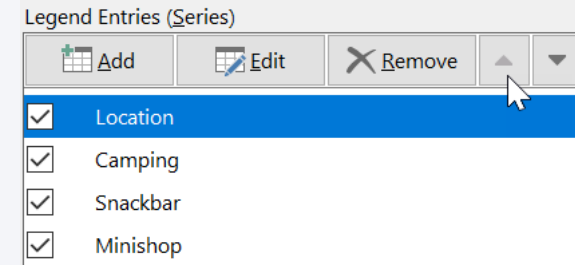 Legend Entries (Series)
Add Edit Remove
Location
Camping
Snackbar
Minishop